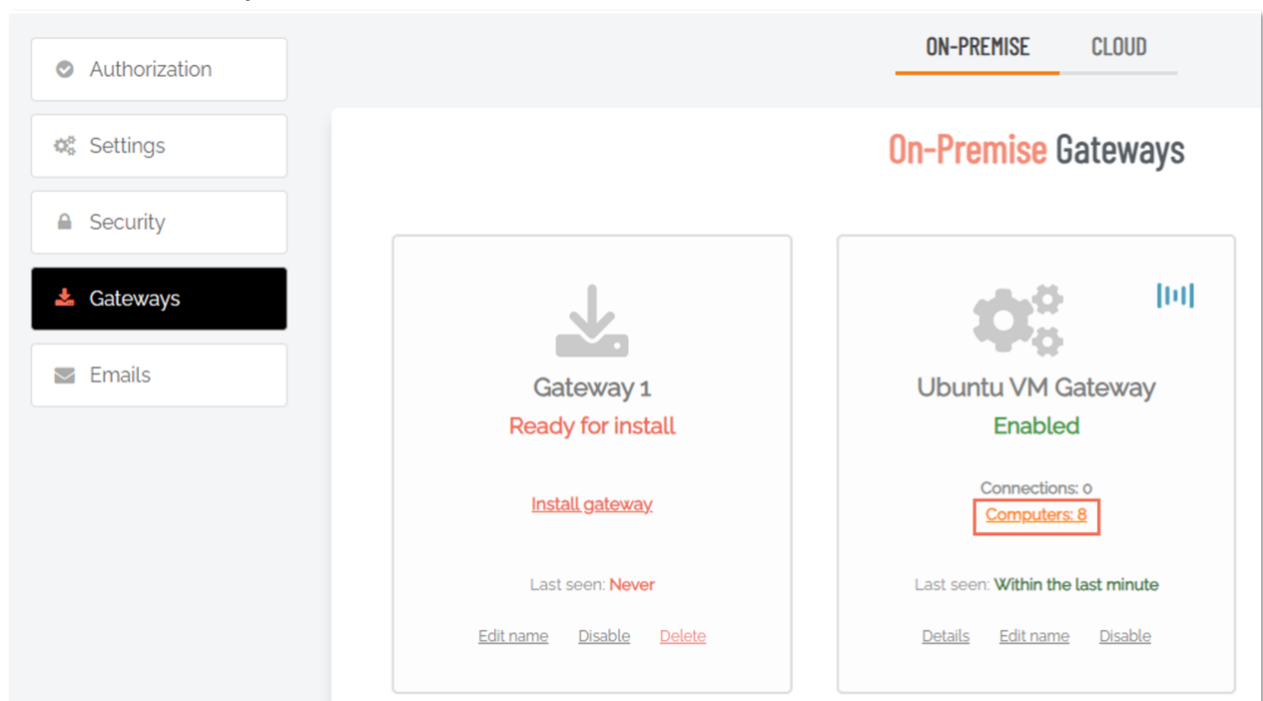 Authorization
Settings
Security
Gateways
Emails
ON-PREMISE CLOUD
On-Premise Gateways
Gateway 1
Ready for install
Install gateway
Last seen: Never
Edit name Disable Delete
Ubuntu VM Gateway
Enabled
Connections: 0
Computers: 8
Last seen: Within the last minute
Details Edit name Disable